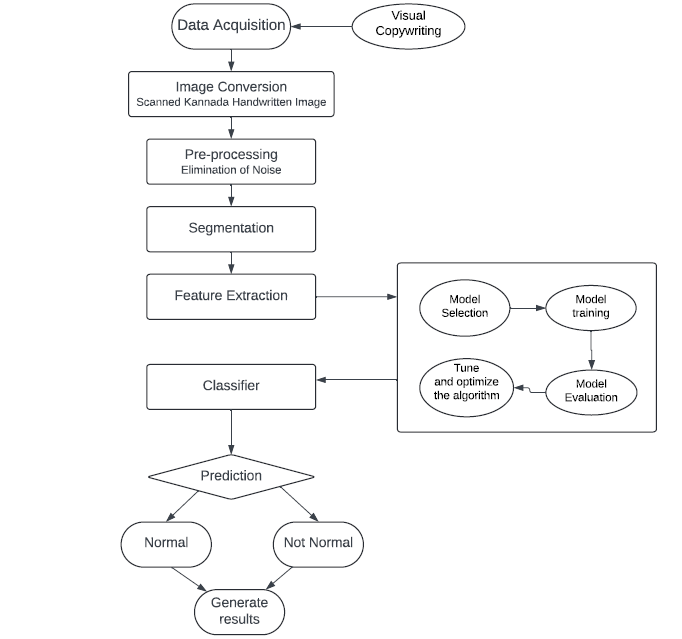 Data Acquisition
Visual
Copywriting
Image Conversion
Scanned Kannada Handwritten Image
Pre-processing
Elimination of Noise
Segmentation
Feature Extraction
Model
Selection
Model
training
Model
Evaluation
Tune
and optimize
the algorithm
Classifier
Prediction
Normal
Not Normal
Generate
results